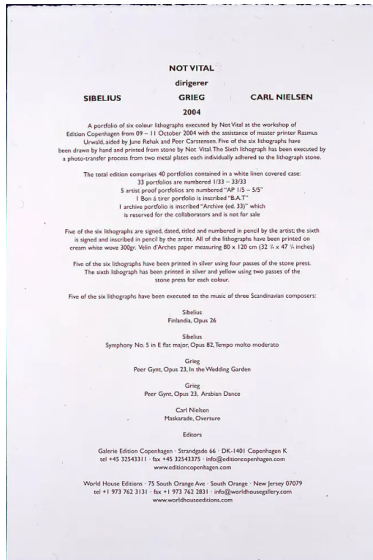 NOT VITAL
dirigerer
SIBELIUS GRIEG CARL NIELSEN
2004
A portfolio of six colour lithographs executed by Not Vital at the workshop of
Edition Copenhagen from 09 – 11 October 2004 with the assistance of master printer Rasmus
Urwald, aided by June Rehak and Peer Carstensen. Five of the six lithographs have
been drawn by hand and printed from stone by Not Vital. The Sixth lithograph has been executed by
a photo-transfer process from two metal plates each individually adhered to the lithograph stone.
The total edition comprises 40 portfolios contained in a white linen covered case:
33 portfolios are numbered 1/33 – 33/33
5 artist proof portfolios are numbered "AP 1/5 – 5/5"
1 Bon à tirer portfolio is inscribed "B.A.T"
1 archive portfolio is inscribed "Archive (ed. 33)" which
is reserved for the collaborators and is not for sale
Five of the six lithographs are signed, dated, titled and numbered in pencil by the artist; the sixth
is signed and inscribed in pencil by the artist. All of the lithographs have been printed on
cream white wove 300gr. Velin d'Arches paper measuring 80 x 120 cm (32 x 47 ¼ inches)
Five of the six lithographs have been printed in silver using four passes of the stone press.
The sixth lithograph has been printed in silver and yellow using two passes of the
stone press for each colour.
Five of the six lithographs have been executed to the music of three Scandinavian composers:
Sibelius
Finlandia, Opus 26
Sibelius
Symphony No. 5 in E flat major, Opus 82, Tempo molto moderato
Grieg
Peer Gynt, Opus 23, In the Wedding Garden
Grieg
Peer Gynt, Opus 23, Arabian Dance
Carl Nielsen
Maskarade, Overture
Editors
Galerie Edition Copenhagen · Strandgade 66 · DK-1401 Copenhagen K
tel +45 32543311 · fax +45 32543375 · info@editioncopenhagen.com
www.editioncopenhagen.com
World House Editions · 75 South Orange Ave · South Orange · New Jersey 07079
tel +1 973 762 3131 · fax +1 973 762 2831 · info@worldhousegallery.com
www.worldhouseeditions.com